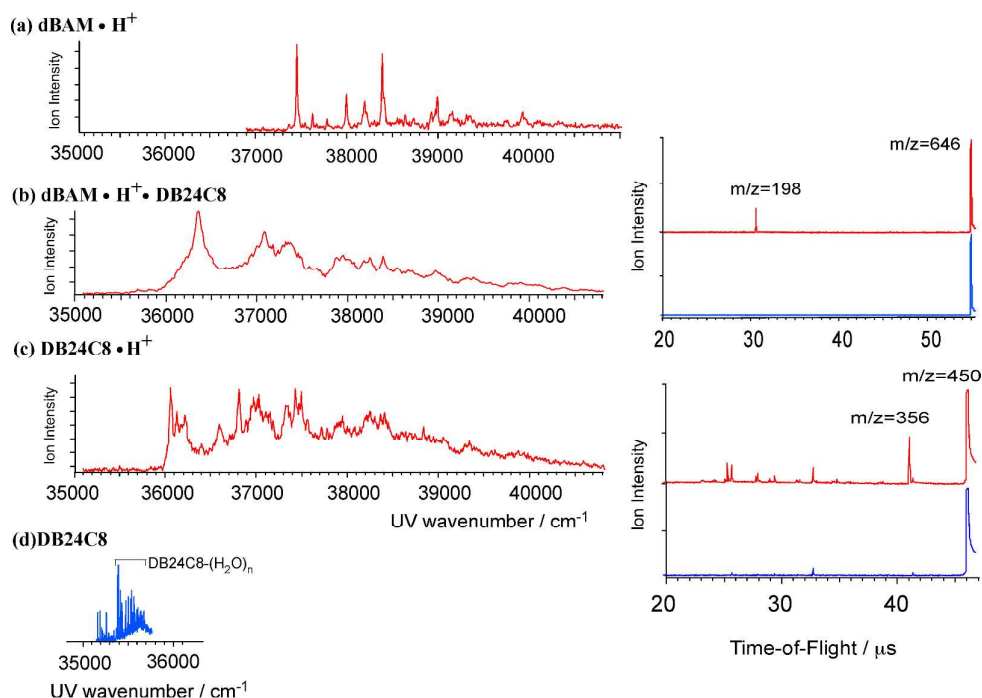 (a) dBAM • H⁺
Ion Intensity
35000 36000 37000 38000 39000 40000
(b) dBAM • H⁺• DB24C8
Ion Intensity
35000 36000 37000 38000 39000 40000
(c) DB24C8 • H⁺
Ion Intensity
35000 36000 37000 38000 39000 40000
UV wavenumber / cm⁻¹
(d)DB24C8
DB24C8-(H₂O)ₙ
35000 36000
UV wavenumber / cm⁻¹
m/z=646
m/z=198
Ion Intensity
20 30 40 50
m/z=450
m/z=356
Ion Intensity
20 30 40
Time-of-Flight / μs